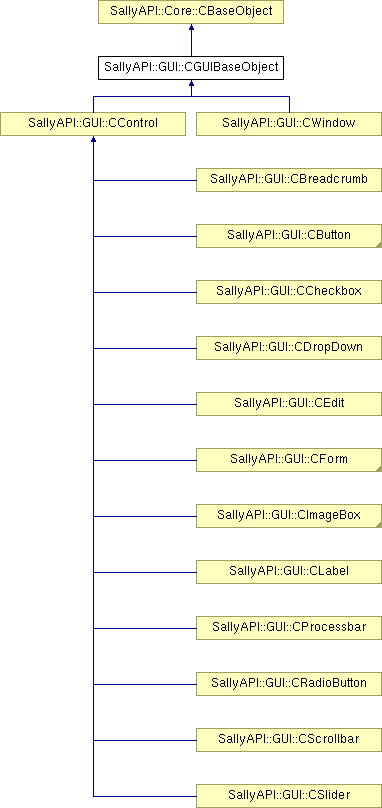 SallyAPI::Core::CBaseObject
SallyAPI::GUI::CGUIBaseObject
SallyAPI::GUI::CControl
SallyAPI::GUI::CWindow
SallyAPI::GUI::CBreadcrumb
SallyAPI::GUI::CButton
SallyAPI::GUI::CCheckbox
SallyAPI::GUI::CDropDown
SallyAPI::GUI::CEdit
SallyAPI::GUI::CForm
SallyAPI::GUI::CImageBox
SallyAPI::GUI::CLabel
SallyAPI::GUI::CProcessbar
SallyAPI::GUI::CRadioButton
SallyAPI::GUI::CScrollbar
SallyAPI::GUI::CSlider